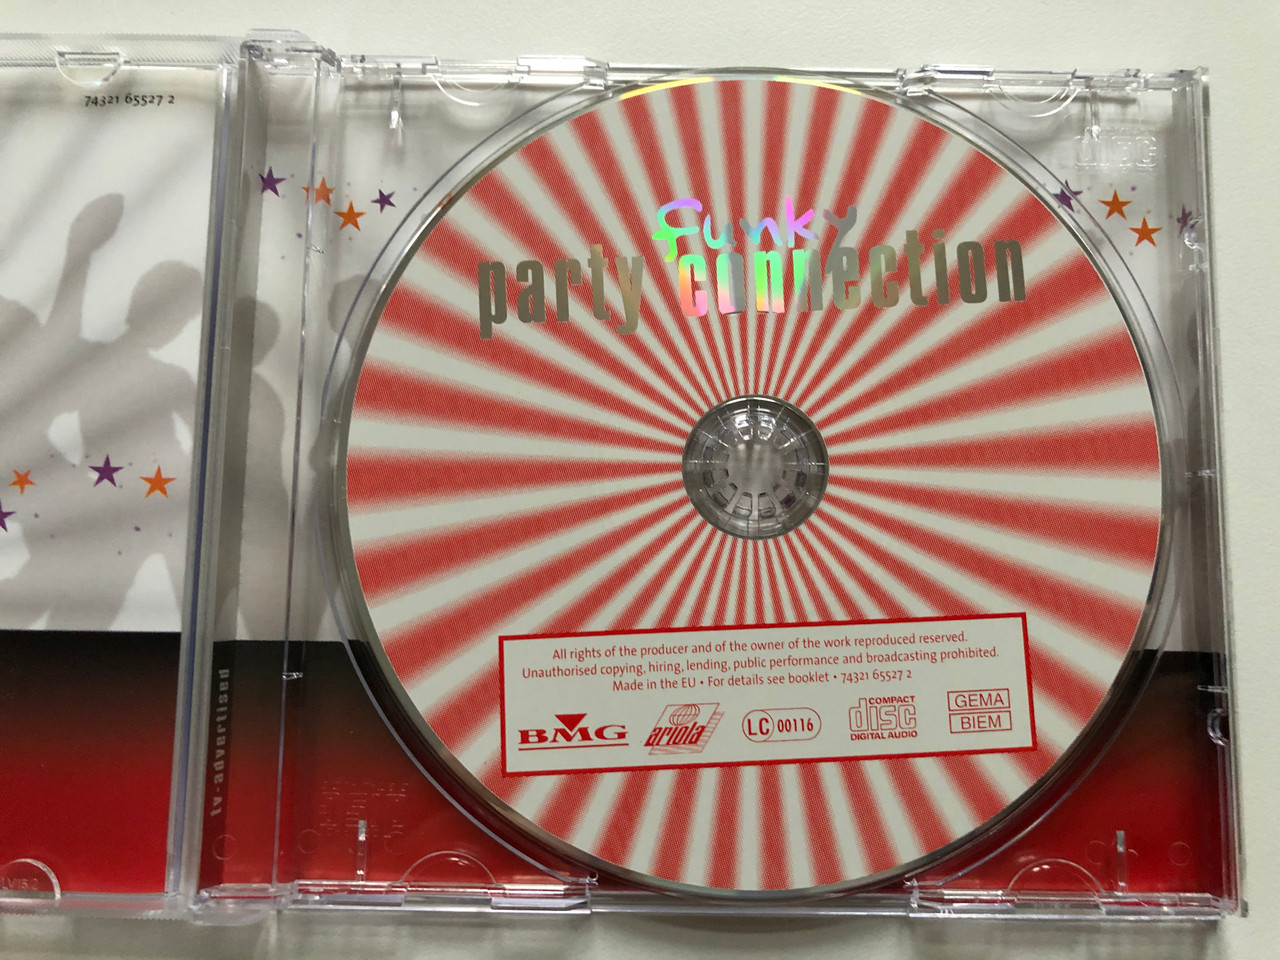 74321 65527 2
funky
party connection
All rights of the producer and of the owner of the work reproduced reserved.
Unauthorised copying, hiring, lending, public performance and broadcasting prohibited.
Made in the EU • For details see booklet • 74321 65527 2
BMG
ariola
LC 00116
COMPACT
disc
DIGITAL AUDIO
GEMA
BIEM
tv-advertised
disc